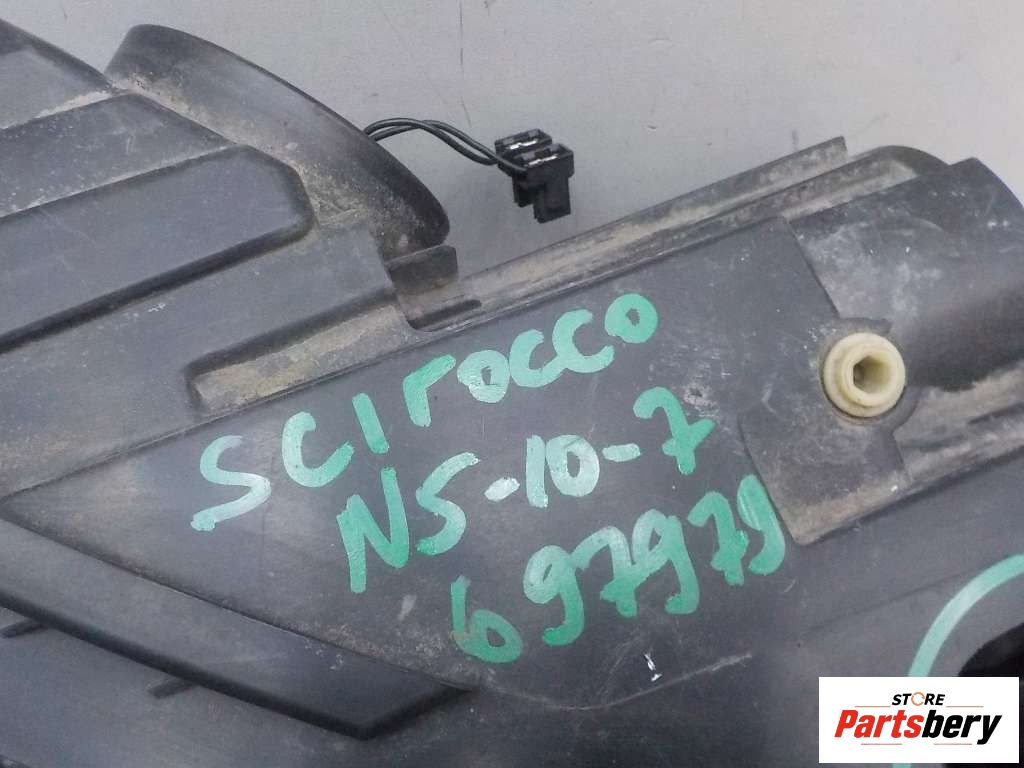 SCIrOCCO
NS-10-7
697979
STORE
Partsbery